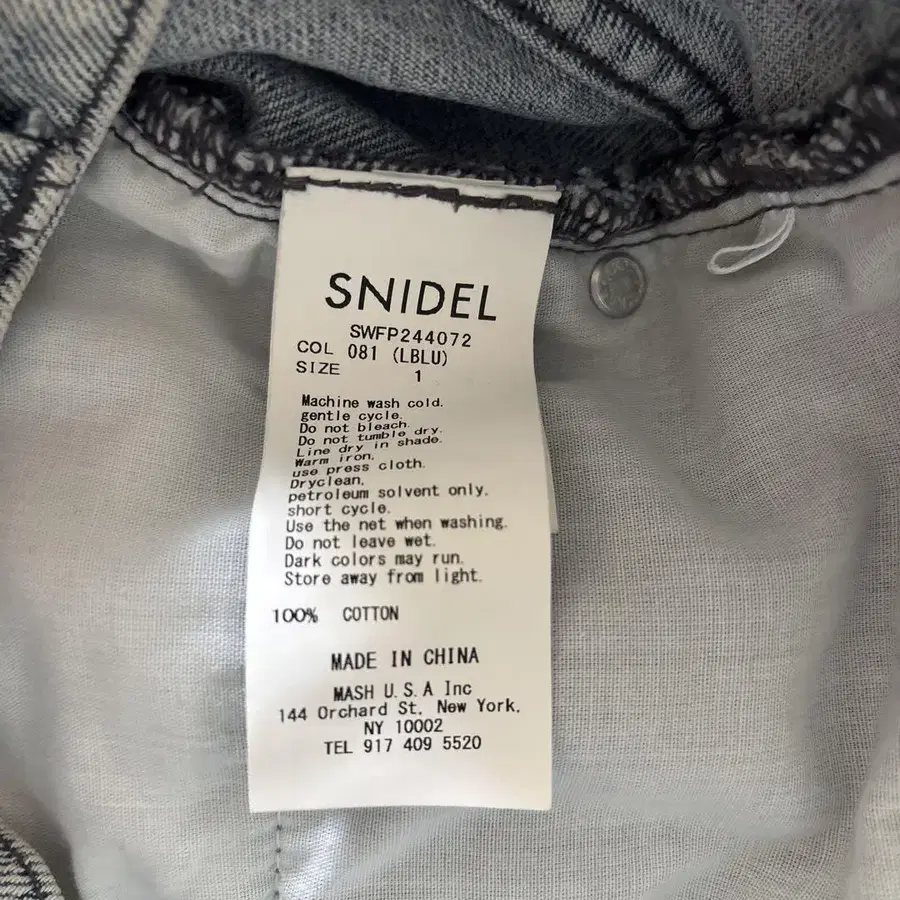 SNIDEL
SWFP244072
COL 081 (LBLU)
SIZE 1
Machine wash cold.
gentle cycle.
Do not bleach.
Do not tumble dry.
Line dry in shade.
Warm iron.
use press cloth.
Dryclean,
petroleum solvent only.
short cycle.
Use the net when washing.
Do not leave wet.
Dark colors may run.
Store away from light.
100% COTTON
MADE IN CHINA
MASH U.S.A Inc
144 Orchard St. New York.
NY 10002
TEL 917 409 5520